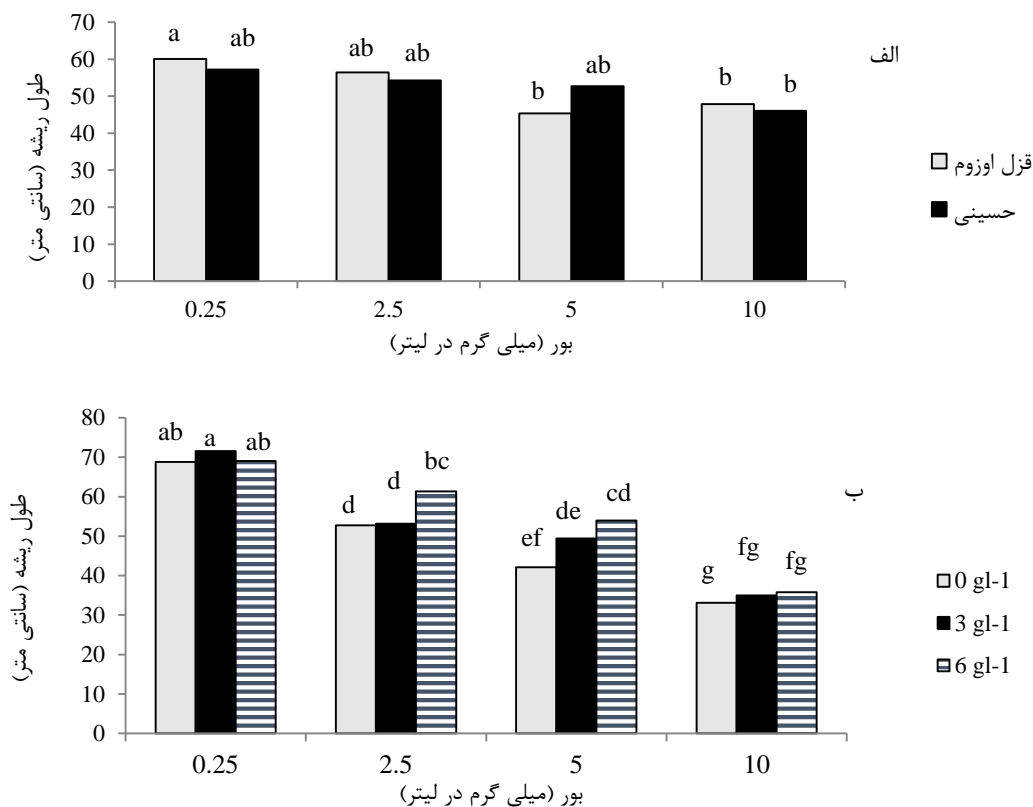 الف
70
60
50
40
30
20
10
0
طول ریشه (سانتی متر)
a ab ab ab b ab b b
0.25 2.5 5 10
بور (میلی گرم در لیتر)
قزل اوزوم
حسینی
ب
80
70
60
50
40
30
20
10
0
طول ریشه (سانتی متر)
ab a ab d d bc ef de cd g fg fg
0.25 2.5 5 10
بور (میلی گرم در لیتر)
0 gl-1
3 gl-1
6 gl-1